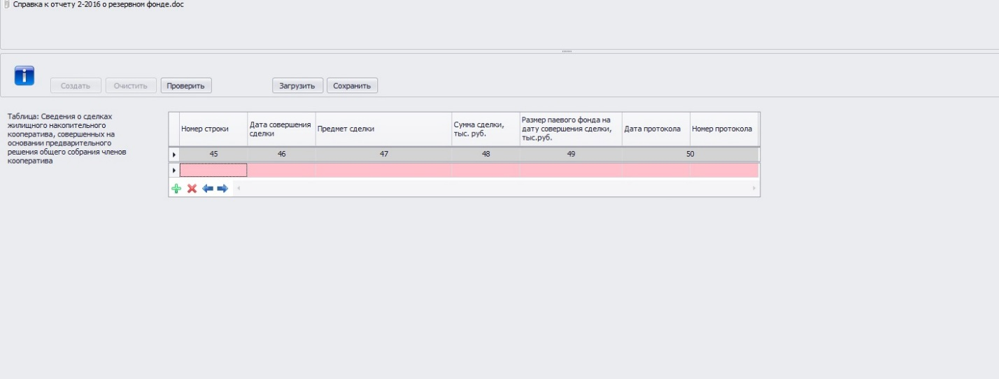 Справка к отчету 2-2016 о резервном фонде.doc
Создать Очистить Проверить Загрузить Сохранить
Таблица: Сведения о сделках
жилищного накопительного
кооператива, совершенных на
основании предварительного
решения общего собрания членов
кооператива
Номер строки
Дата совершения
сделки
Предмет сделки
Сумма сделки,
тыс. руб.
Размер паевого фонда на
дату совершения сделки,
тыс.руб.
Дата протокола
Номер протокола
45 46 47 48 49 50